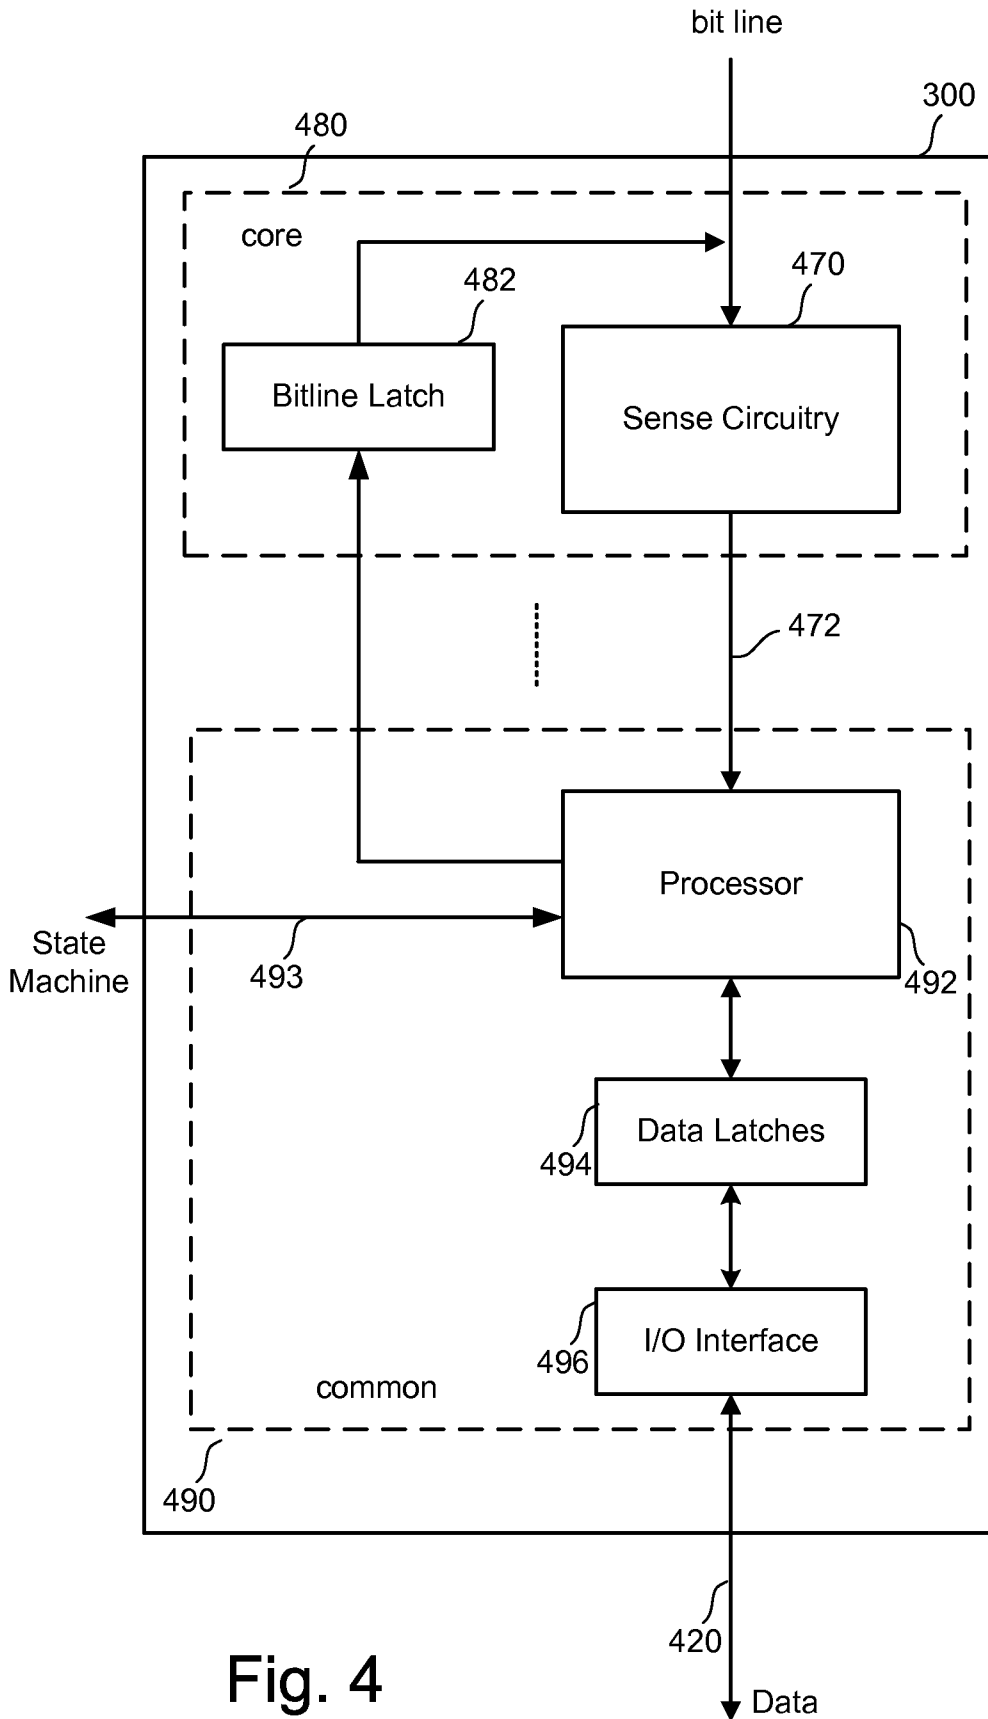 bit line
300
480
core
470
482
Bitline Latch
Sense Circuitry
472
Processor
State
Machine
493
492
Data Latches
494
I/O Interface
496
common
490
420
Fig. 4
Data